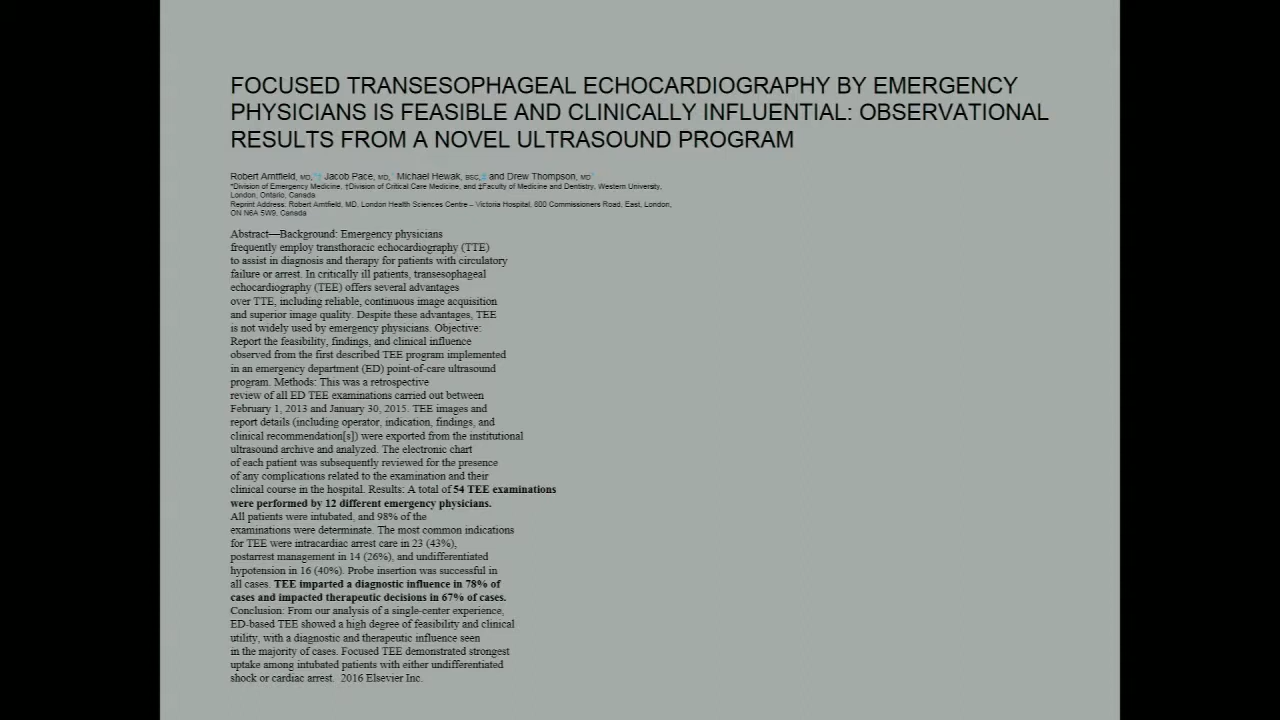 FOCUSED TRANSESOPHAGEAL ECHOCARDIOGRAPHY BY EMERGENCY
PHYSICIANS IS FEASIBLE AND CLINICALLY INFLUENTIAL: OBSERVATIONAL
RESULTS FROM A NOVEL ULTRASOUND PROGRAM
Robert Arntfield, MD,*† Jacob Pace, MD,* Michael Hewak, BSC,‡ and Drew Thompson, MD*
*Division of Emergency Medicine, †Division of Critical Care Medicine, and ‡Faculty of Medicine and Dentistry, Western University,
London, Ontario, Canada
Reprint Address: Robert Arntfield, MD, London Health Sciences Centre – Victoria Hospital, 800 Commissioners Road, East, London,
ON N6A 5W9, Canada
Abstract—Background: Emergency physicians
frequently employ transthoracic echocardiography (TTE)
to assist in diagnosis and therapy for patients with circulatory
failure or arrest. In critically ill patients, transesophageal
echocardiography (TEE) offers several advantages
over TTE, including reliable, continuous image acquisition
and superior image quality. Despite these advantages, TEE
is not widely used by emergency physicians. Objective:
Report the feasibility, findings, and clinical influence
observed from the first described TEE program implemented
in an emergency department (ED) point-of-care ultrasound
program. Methods: This was a retrospective
review of all ED TEE examinations carried out between
February 1, 2013 and January 30, 2015. TEE images and
report details (including operator, indication, findings, and
clinical recommendation[s]) were exported from the institutional
ultrasound archive and analyzed. The electronic chart
of each patient was subsequently reviewed for the presence
of any complications related to the examination and their
clinical course in the hospital. Results: A total of 54 TEE examinations
were performed by 12 different emergency physicians.
All patients were intubated, and 98% of the
examinations were determinate. The most common indications
for TEE were intracardiac arrest care in 23 (43%),
postarrest management in 14 (26%), and undifferentiated
hypotension in 16 (40%). Probe insertion was successful in
all cases. TEE imparted a diagnostic influence in 78% of
cases and impacted therapeutic decisions in 67% of cases.
Conclusion: From our analysis of a single-center experience,
ED-based TEE showed a high degree of feasibility and clinical
utility, with a diagnostic and therapeutic influence seen
in the majority of cases. Focused TEE demonstrated strongest
uptake among intubated patients with either undifferentiated
shock or cardiac arrest. 2016 Elsevier Inc.